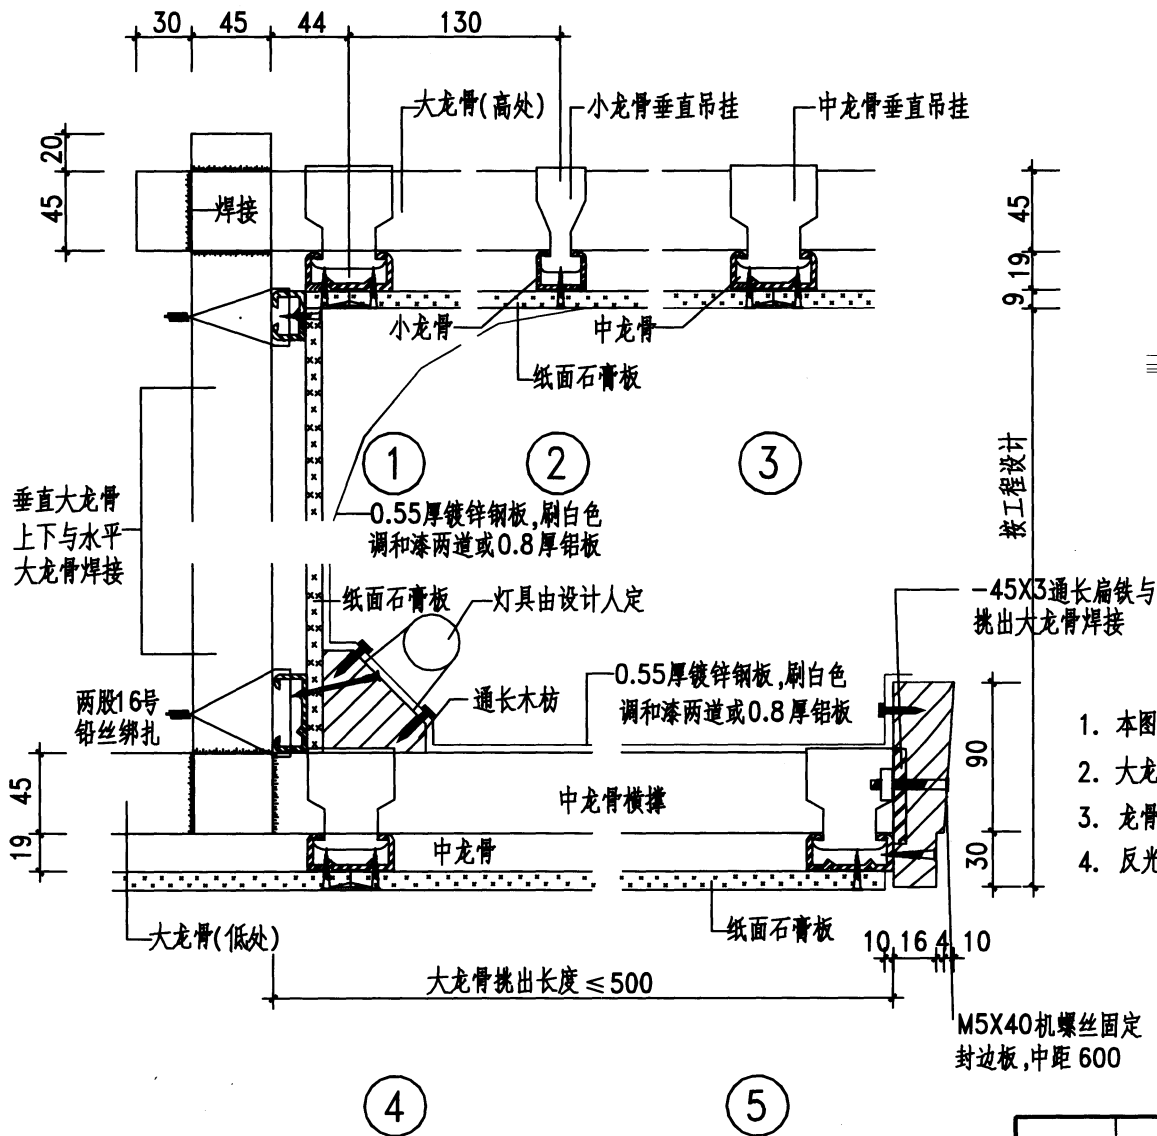 30 45 44 130
大龙骨(高处) 小龙骨垂直吊挂 中龙骨垂直吊挂
20
45
焊接
45
19
9
小龙骨 中龙骨
纸面石膏板
1 2 3
按工程设计
垂直大龙骨
上下与水平
大龙骨焊接
0.55厚镀锌钢板,刷白色
调和漆两道或0.8厚铝板
纸面石膏板 灯具由设计人定
-45X3通长扁铁与
挑出大龙骨焊接
0.55厚镀锌钢板,刷白色
调和漆两道或0.8厚铝板
两股16号
铅丝绑扎
通长木枋
1. 本图
2. 大龙
3. 龙骨
4. 反光
90
45
中龙骨横撑
19
中龙骨
30
大龙骨(低处)
纸面石膏板
10 16 4 10
大龙骨挑出长度≤500
M5X40机螺丝固定
封边板,中距600
4 5